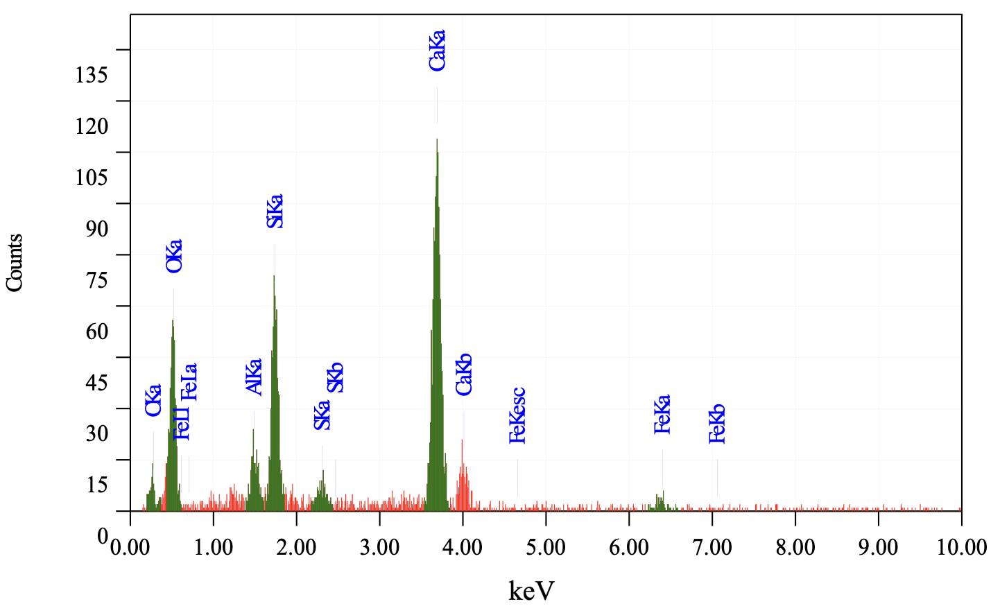 CaKa
135
120
105
SiKa
90
OKa
75
60
AlKa
SKb
CaKb
FeLa
45
CKa
FeLl
SKa
FeKesc
FeKa
FeKb
30
15
0
0.00 1.00 2.00 3.00 4.00 5.00 6.00 7.00 8.00 9.00 10.00
Counts
keV